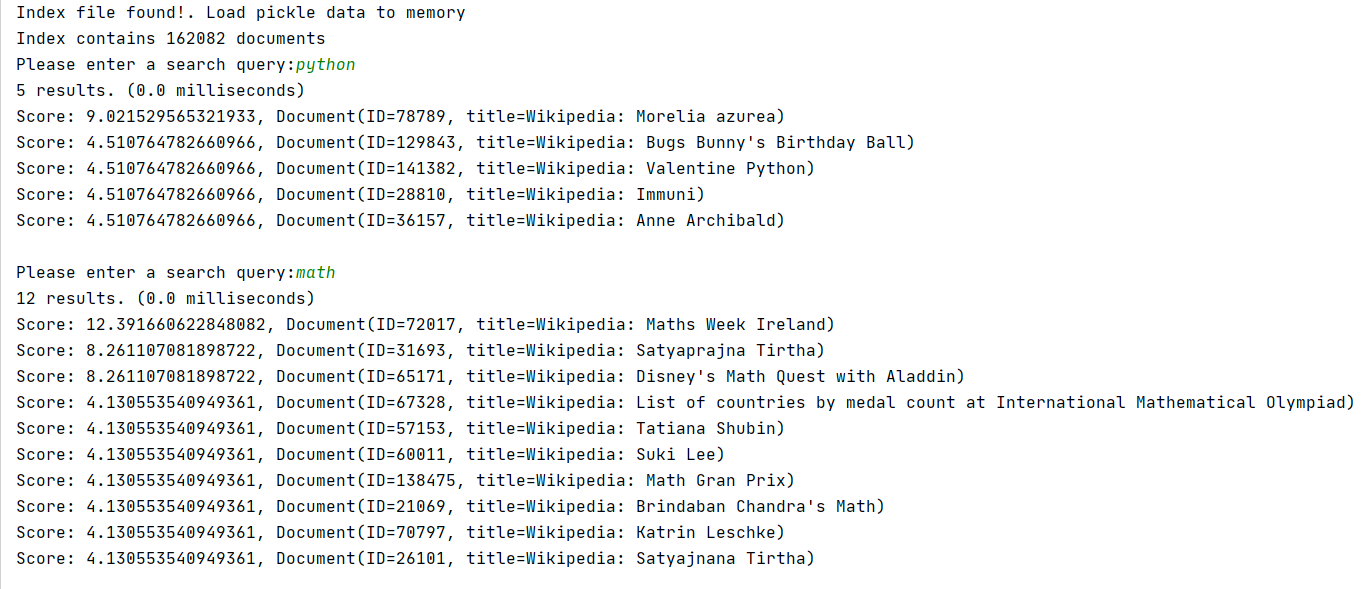 Index file found!. Load pickle data to memory
Index contains 162082 documents
Please enter a search query:python
5 results. (0.0 milliseconds)
Score: 9.021529565321933, Document(ID=78789, title=Wikipedia: Morelia azurea)
Score: 4.510764782660966, Document(ID=129843, title=Wikipedia: Bugs Bunny's Birthday Ball)
Score: 4.510764782660966, Document(ID=141382, title=Wikipedia: Valentine Python)
Score: 4.510764782660966, Document(ID=28810, title=Wikipedia: Immuni)
Score: 4.510764782660966, Document(ID=36157, title=Wikipedia: Anne Archibald)
Please enter a search query:math
12 results. (0.0 milliseconds)
Score: 12.391660622848082, Document(ID=72017, title=Wikipedia: Maths Week Ireland)
Score: 8.261107081898722, Document(ID=31693, title=Wikipedia: Satyaprajna Tirtha)
Score: 8.261107081898722, Document(ID=65171, title=Wikipedia: Disney's Math Quest with Aladdin)
Score: 4.130553540949361, Document(ID=67328, title=Wikipedia: List of countries by medal count at International Mathematical Olympiad)
Score: 4.130553540949361, Document(ID=57153, title=Wikipedia: Tatiana Shubin)
Score: 4.130553540949361, Document(ID=60011, title=Wikipedia: Suki Lee)
Score: 4.130553540949361, Document(ID=138475, title=Wikipedia: Math Gran Prix)
Score: 4.130553540949361, Document(ID=21069, title=Wikipedia: Brindaban Chandra's Math)
Score: 4.130553540949361, Document(ID=70797, title=Wikipedia: Katrin Leschke)
Score: 4.130553540949361, Document(ID=26101, title=Wikipedia: Satyajnana Tirtha)